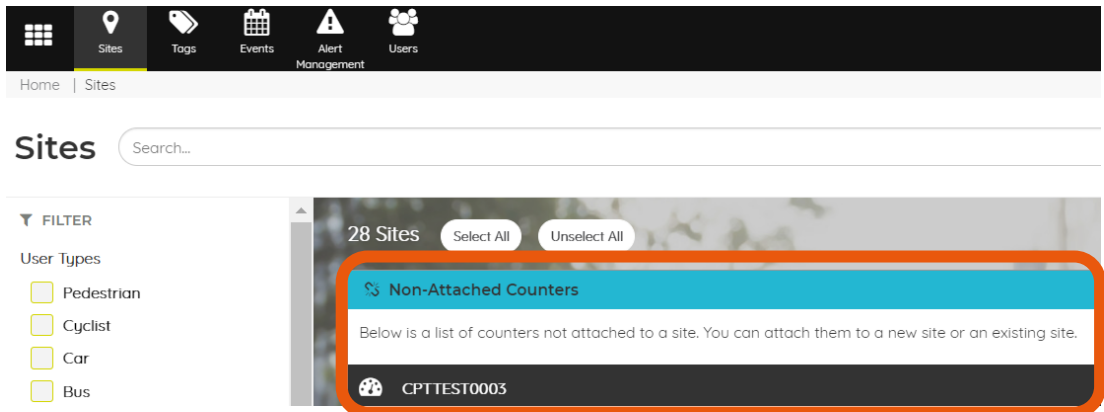 Sites
Tags
Events
Alert
Management
Users
Home | Sites
Sites
Search...
FILTER
User Types
Pedestrian
Cyclist
Car
Bus
28 Sites
Select All
Unselect All
Non-Attached Counters
Below is a list of counters not attached to a site. You can attach them to a new site or an existing site.
CPTTEST0003